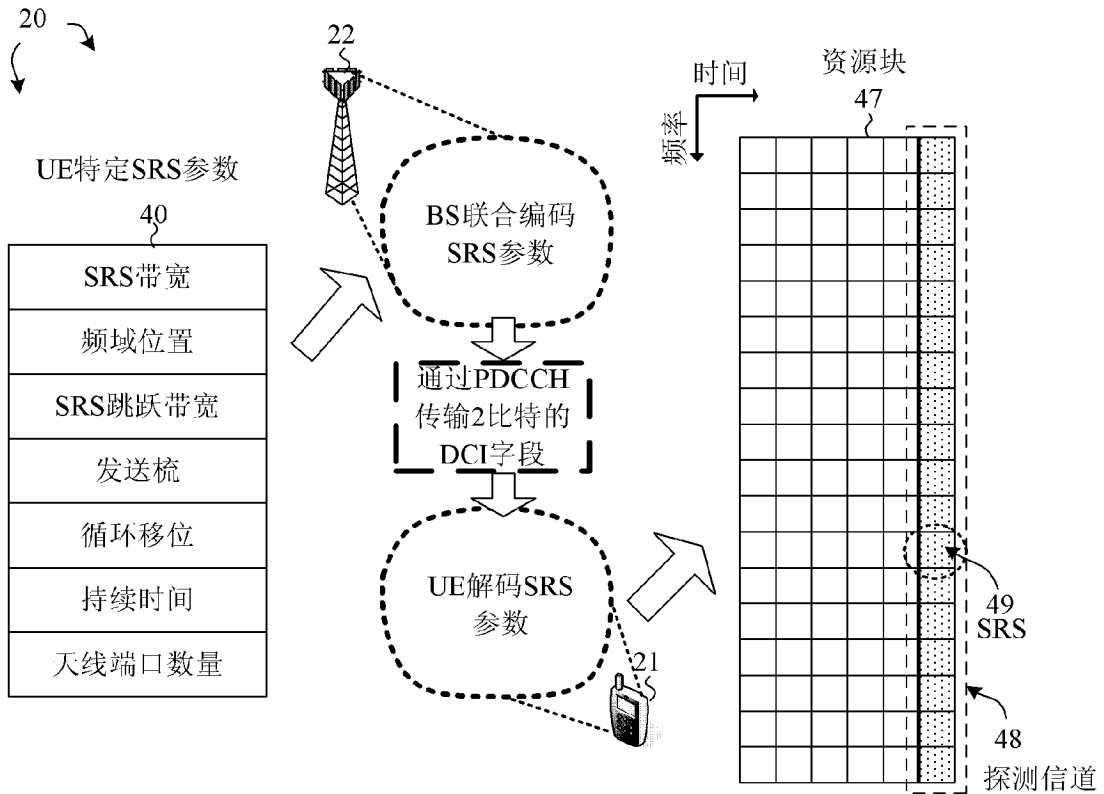 20
22
UE特定SRS参数
40
SRS带宽
频域位置
SRS跳跃带宽
发送梳
循环移位
持续时间
天线端口数量
BS联合编码
SRS参数
通过PDCCH
传输2比特的
DCI字段
UE解码SRS
参数
21
时间
频率
资源块
47
49
SRS
48
探测信道